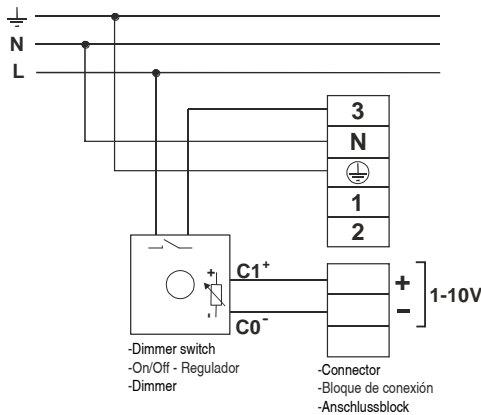 N
L
3
N
1
2
C1+
+
+
1-10V
-
-
C0-
-Dimmer switch
-On/Off - Regulador
-Dimmer
-Connector
-Bloque de conexión
-Anschlussblock